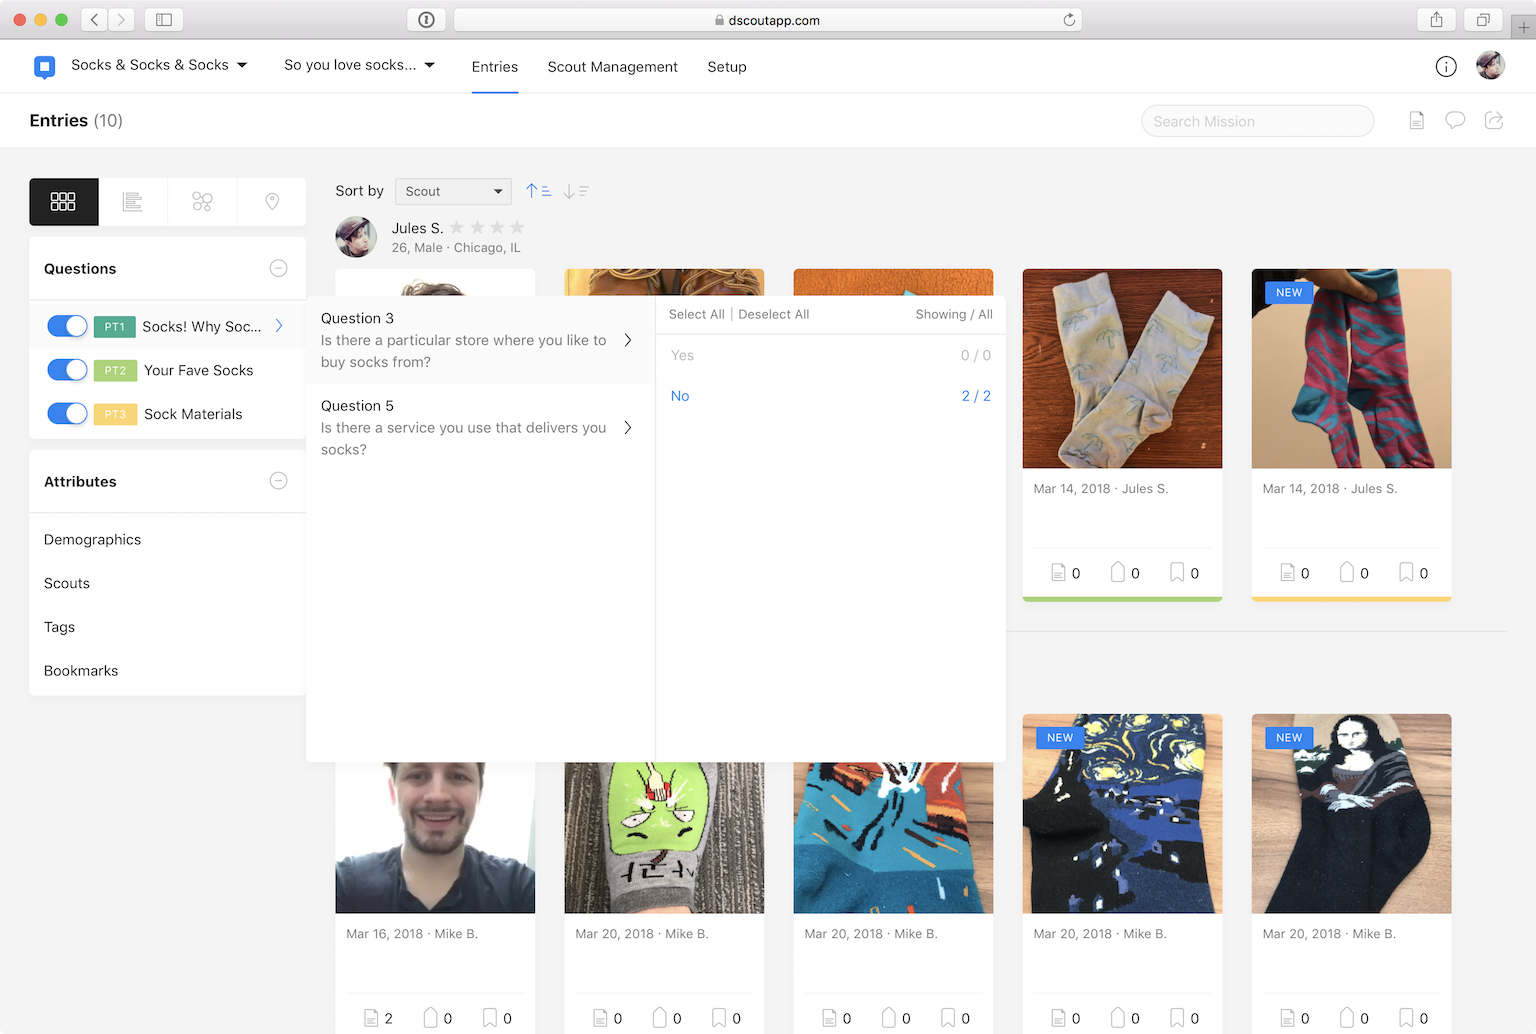 dscoutapp.com
Socks & Socks & Socks
So you love socks...
Entries
Scout Management
Setup
Entries (10)
Search Mission
Sort by
Scout
Jules S.
26, Male · Chicago, IL
Questions
PT1 Socks! Why Soc...
PT2 Your Fave Socks
PT3 Sock Materials
Attributes
Demographics
Scouts
Tags
Bookmarks
Question 3
Is there a particular store where you like to
buy socks from?
Question 5
Is there a service you use that delivers you
socks?
Select All | Deselect All
Showing / All
Yes 0 / 0
No 2 / 2
NEW
Mar 14, 2018 · Jules S.
Mar 14, 2018 · Jules S.
0 0 0
0 0 0
NEW
NEW
Mar 16, 2018 · Mike B.
Mar 20, 2018 · Mike B.
Mar 20, 2018 · Mike B.
Mar 20, 2018 · Mike B.
Mar 20, 2018 · Mike B.
2 0 0
0 0 0
0 0 0
0 0 0
0 0 0